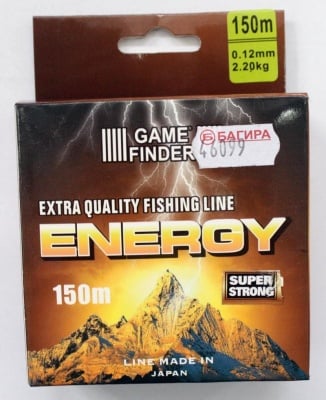 150m
0.12mm
2.20kg
GAME
FINDER
Б БАГИРА
46099
EXTRA QUALITY FISHING LINE
ENERGY
150m
SUPER
STRONG
LINE MADE IN
JAPAN